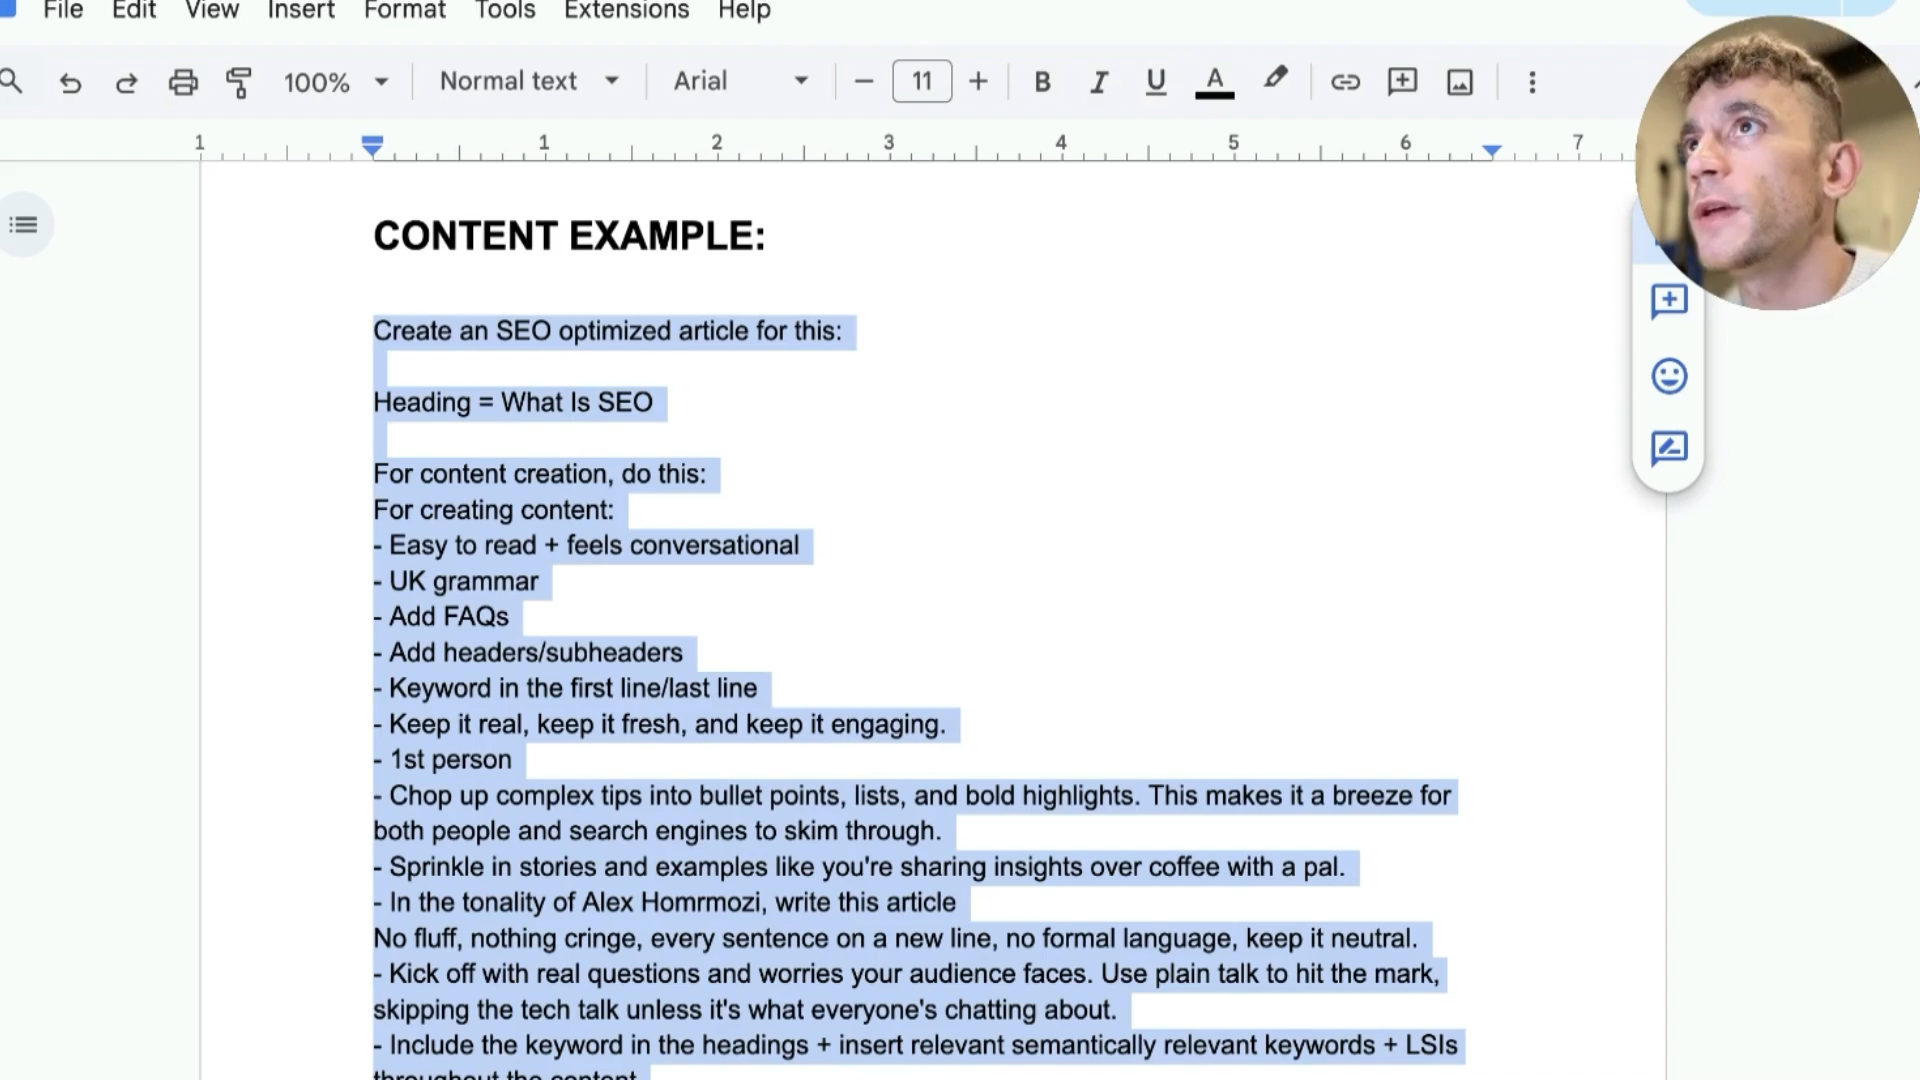 File Edit View Insert Format Tools Extensions Help
100% Normal text Arial 11 B I U A
1 1 2 3 4 5 6 7
CONTENT EXAMPLE:
Create an SEO optimized article for this:
Heading = What Is SEO
For content creation, do this:
For creating content:
- Easy to read + feels conversational
- UK grammar
- Add FAQs
- Add headers/subheaders
- Keyword in the first line/last line
- Keep it real, keep it fresh, and keep it engaging.
- 1st person
- Chop up complex tips into bullet points, lists, and bold highlights. This makes it a breeze for
both people and search engines to skim through.
- Sprinkle in stories and examples like you're sharing insights over coffee with a pal.
- In the tonality of Alex Homrmozi, write this article
No fluff, nothing cringe, every sentence on a new line, no formal language, keep it neutral.
- Kick off with real questions and worries your audience faces. Use plain talk to hit the mark,
skipping the tech talk unless it's what everyone's chatting about.
- Include the keyword in the headings + insert relevant semantically relevant keywords + LSIs
throughout the content